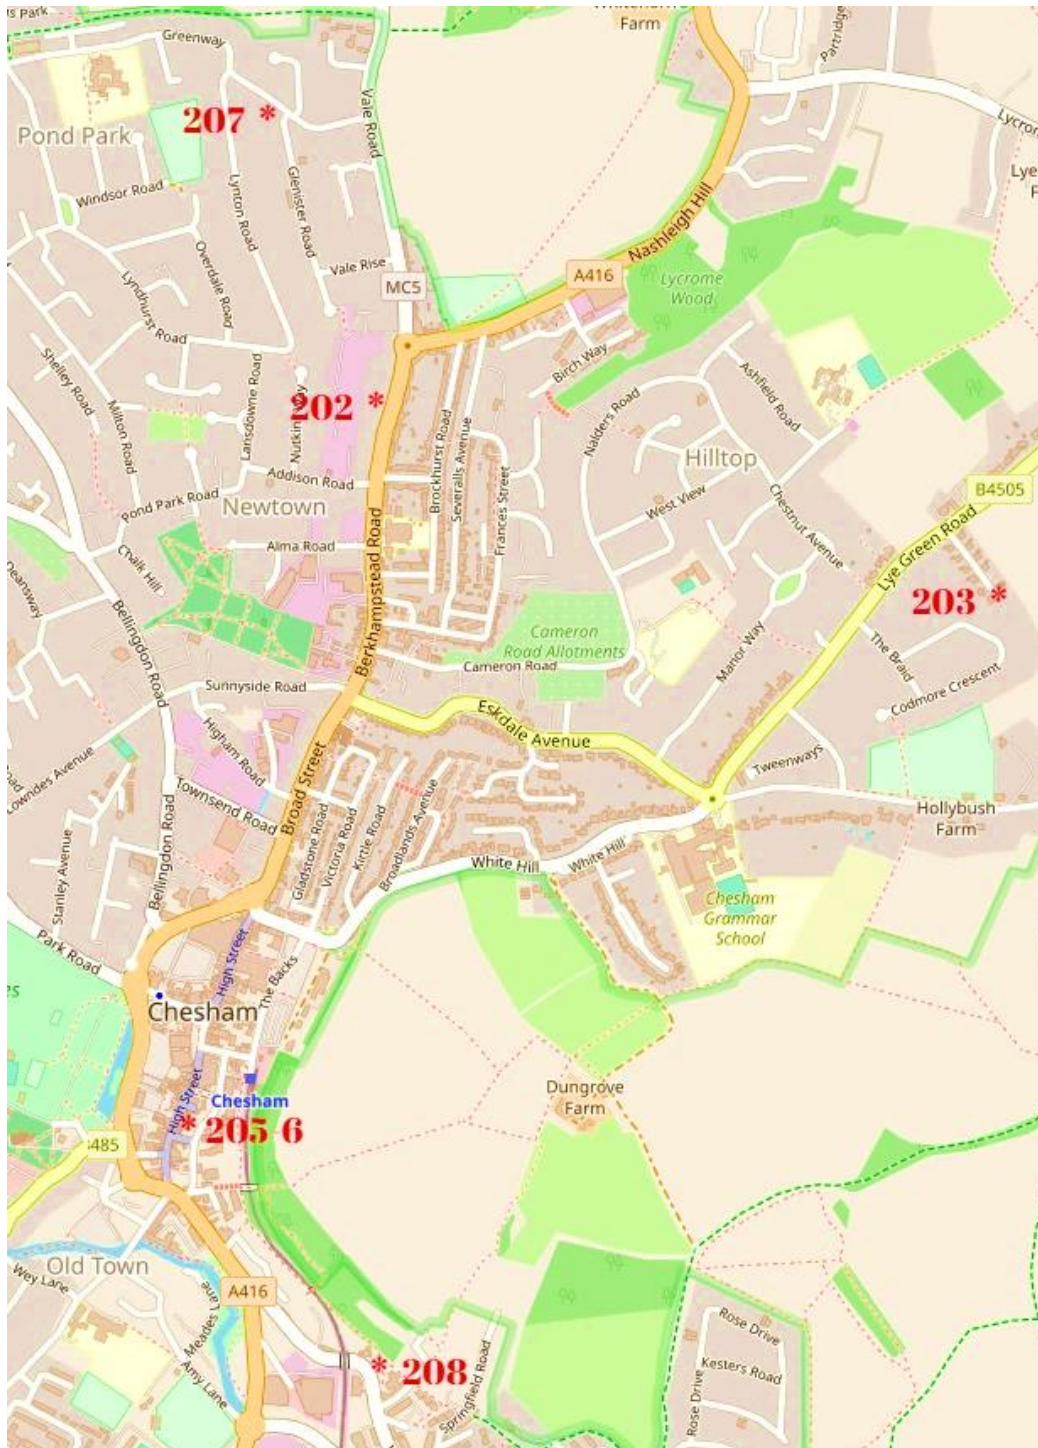 Farm
Greenway
Partridge
207 *
Vale Road
Pond Park
Lycrome
Windsor Road
Lynton Road
Glenister Road
Nashleigh Hill
Overdale Road
Vale Rise
A416
MC5
Lycrome
Wood
Lyndhurst Road
Birch Way
Shelley Road
Ashfield Road
Milton Road
Lansdowne Road
202 *
Brockhurst Road
Severalls Avenue
Nalders Road
Hilltop
Addison Road
Frances Street
Pond Park Road
Newtown
West View
Chestnut Avenue
B4505
Alma Road
Chalk Hill
Deansway
Berkhampstead Road
Lye Green Road
203 *
Bellingdon Road
Cameron
Road Allotments
Cameron Road
Manor Way
The Braid
Sunnyside Road
Codmore Crescent
Eskdale Avenue
Higham Road
Lowndes Avenue
Broad Street
Tweenways
Townsend Road
Hollybush
Farm
Bellingdon Road
Gladstone Road
Victoria Road
Kirtle Road
Broadlands Avenue
Stanley Avenue
White Hill
White Hill
Chesham
Grammar
School
Park Road
High Street
The Backs
Chesham
Dungrove
Farm
High Street
Chesham
* 205-6
485
Old Town
Wey Lane
A416
Meades Lane
Amy Lane
Rose Drive
Kesters Road
* 208
Springfield Road
Rose Drive